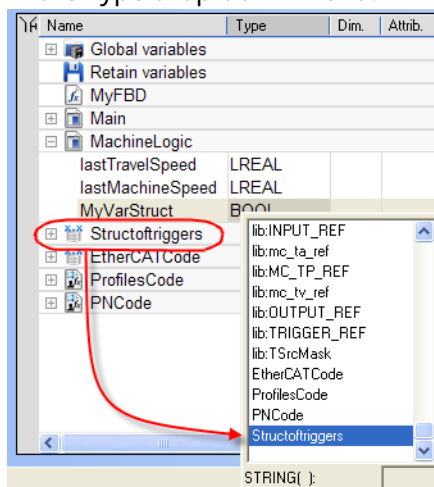 Name Type Dim. Attrib.
Global variables
Retain variables
MyFBD
Main
MachineLogic
lastTravelSpeed LREAL
lastMachineSpeed LREAL
MyVarStruct BOOL
Structoftriggers
EtherCATCode
ProfilesCode
PNCode
lib:INPUT_REF
lib:mc_ta_ref
lib:MC_TP_REF
lib:mc_tv_ref
lib:OUTPUT_REF
lib:TRIGGER_REF
lib:TSrcMask
EtherCATCode
ProfilesCode
PNCode
Structoftriggers
STRING( ):